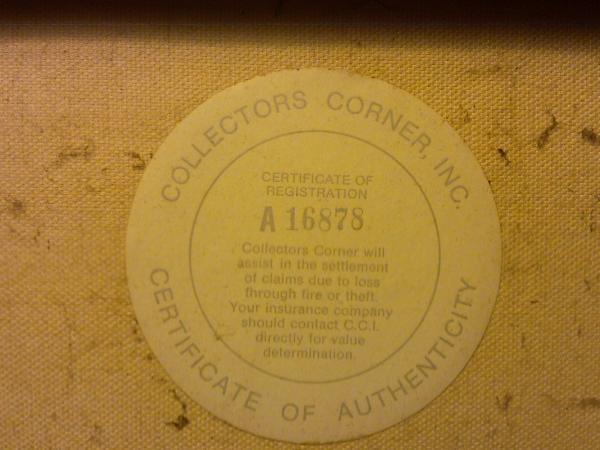 COLLECTORS CORNER, INC.
CERTIFICATE OF
REGISTRATION
A 16878
Collectors Corner will
assist in the settlement
of claims due to loss
through fire or theft.
Your insurance company
should contact C.C.I.
directly for value
determination.
CERTIFICATE OF AUTHENTICITY